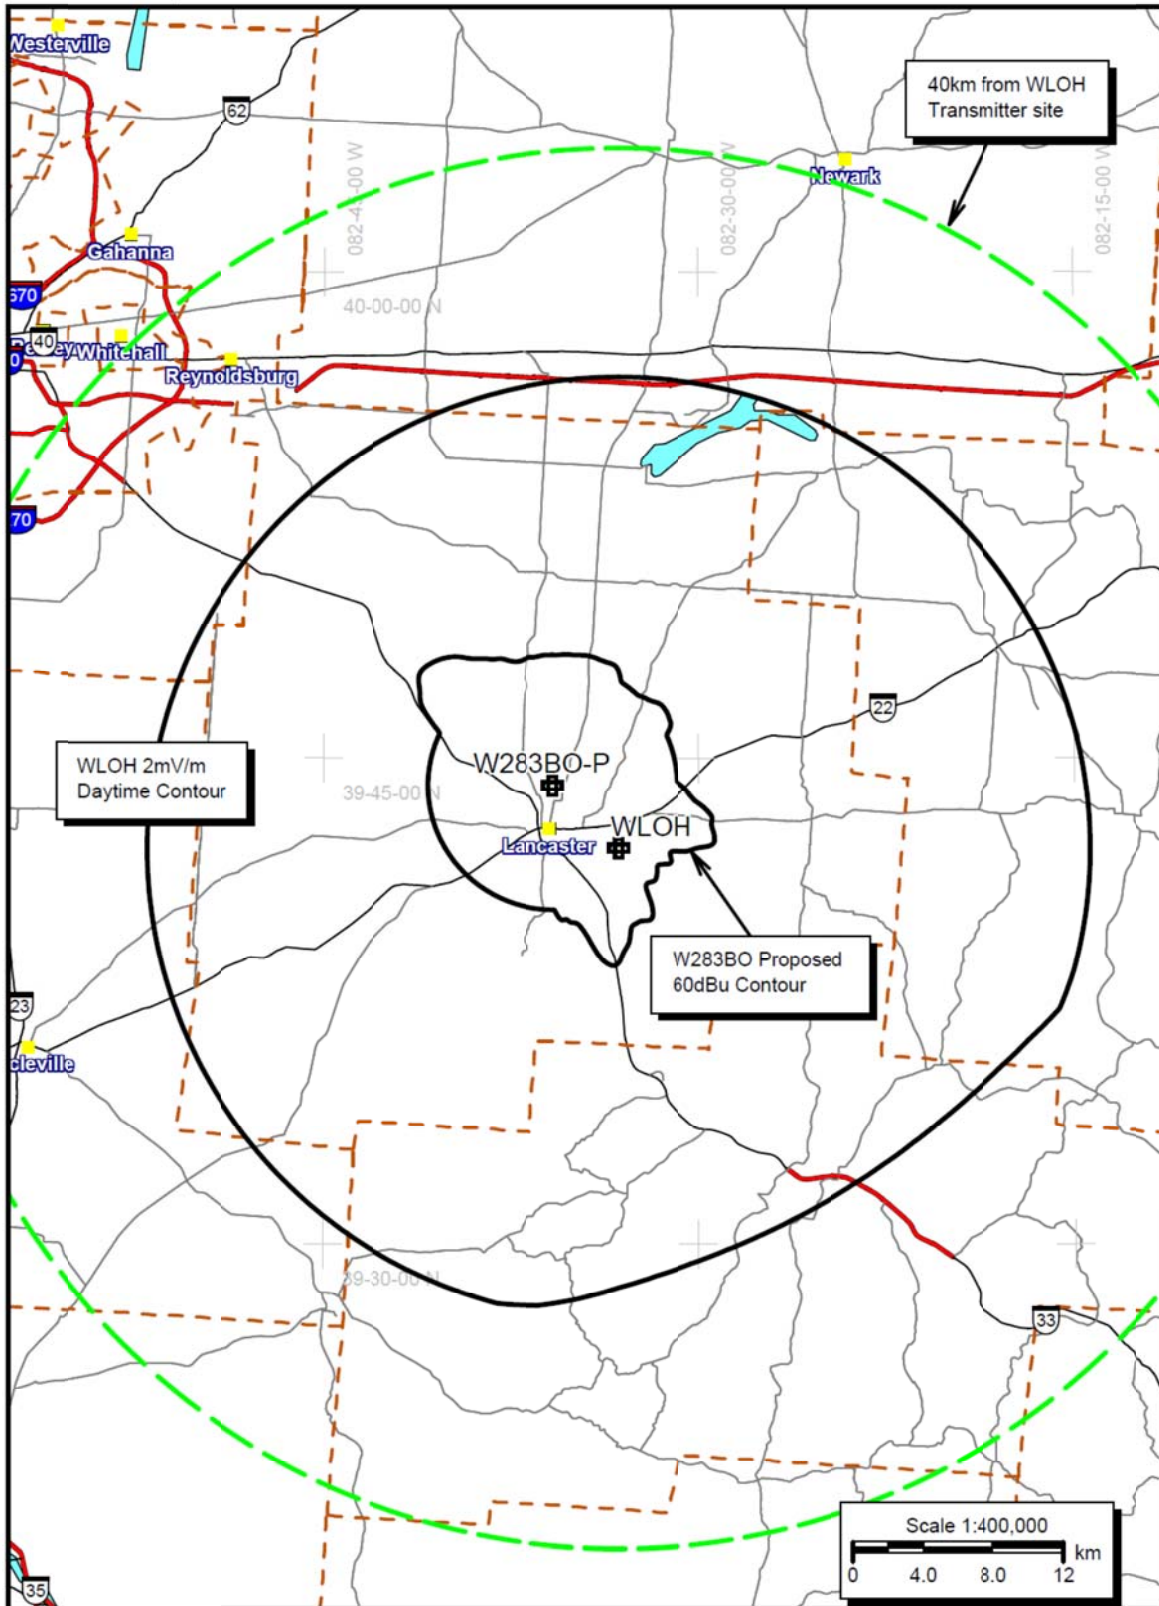 Westerville
62
40km from WLOH
Transmitter site
Newark
082-45-00 W
082-30-00 W
082-15-00 W
Gahanna
670
40-00-00 N
40
Whitehall
0
Reynoldsburg
70
22
WLOH 2mV/m
Daytime Contour
W283BO-P
39-45-00 N
WLOH
Lancaster
W283BO Proposed
60dBu Contour
23
cleville
39-30-00 N
33
Scale 1:400,000
km
0 4.0 8.0 12
35